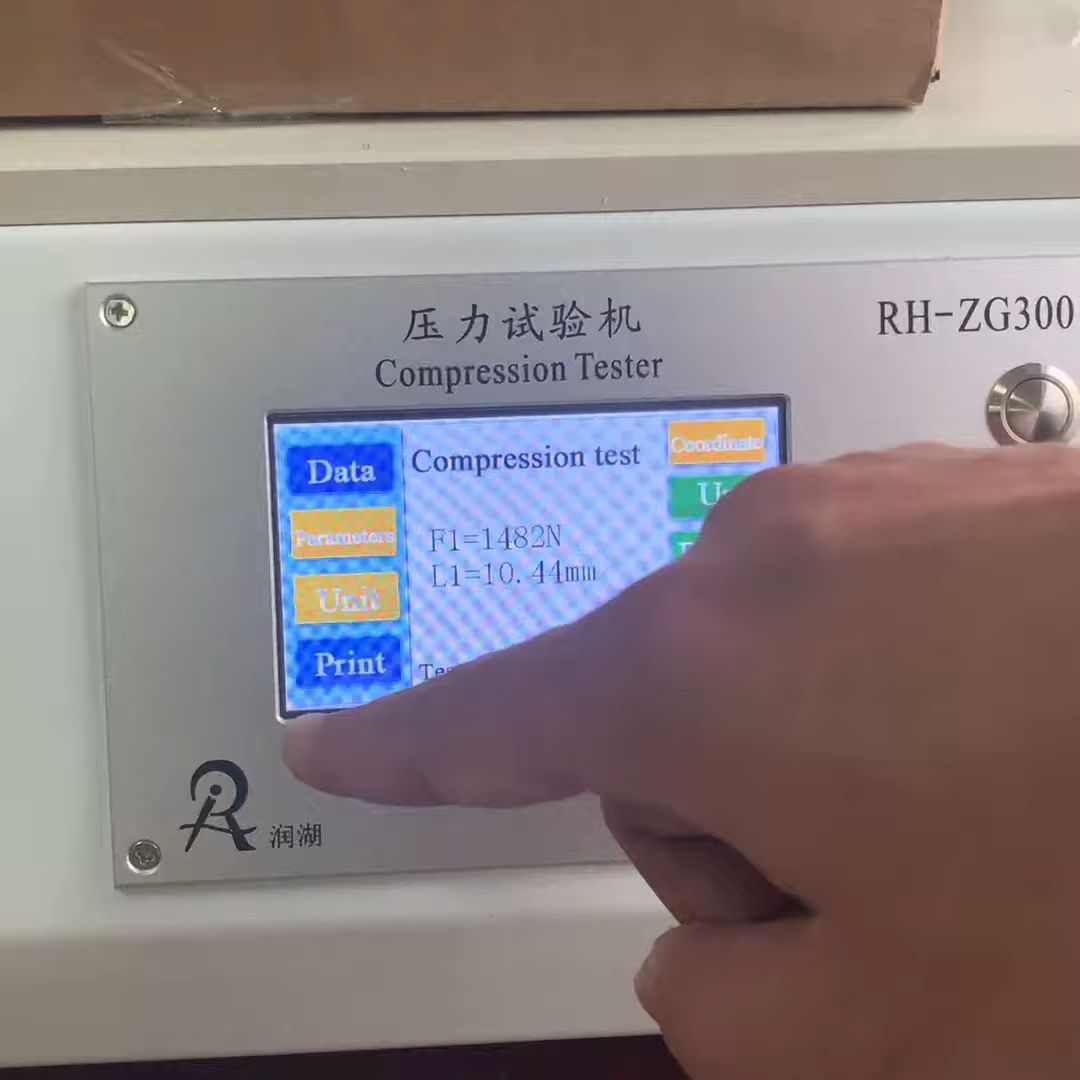 压力试验机
Compression Tester
RH-ZG300
Data
Parameters
Unit
Print
Compression test
F1=1482N
L1=10.44mm
Coordinate
润湖